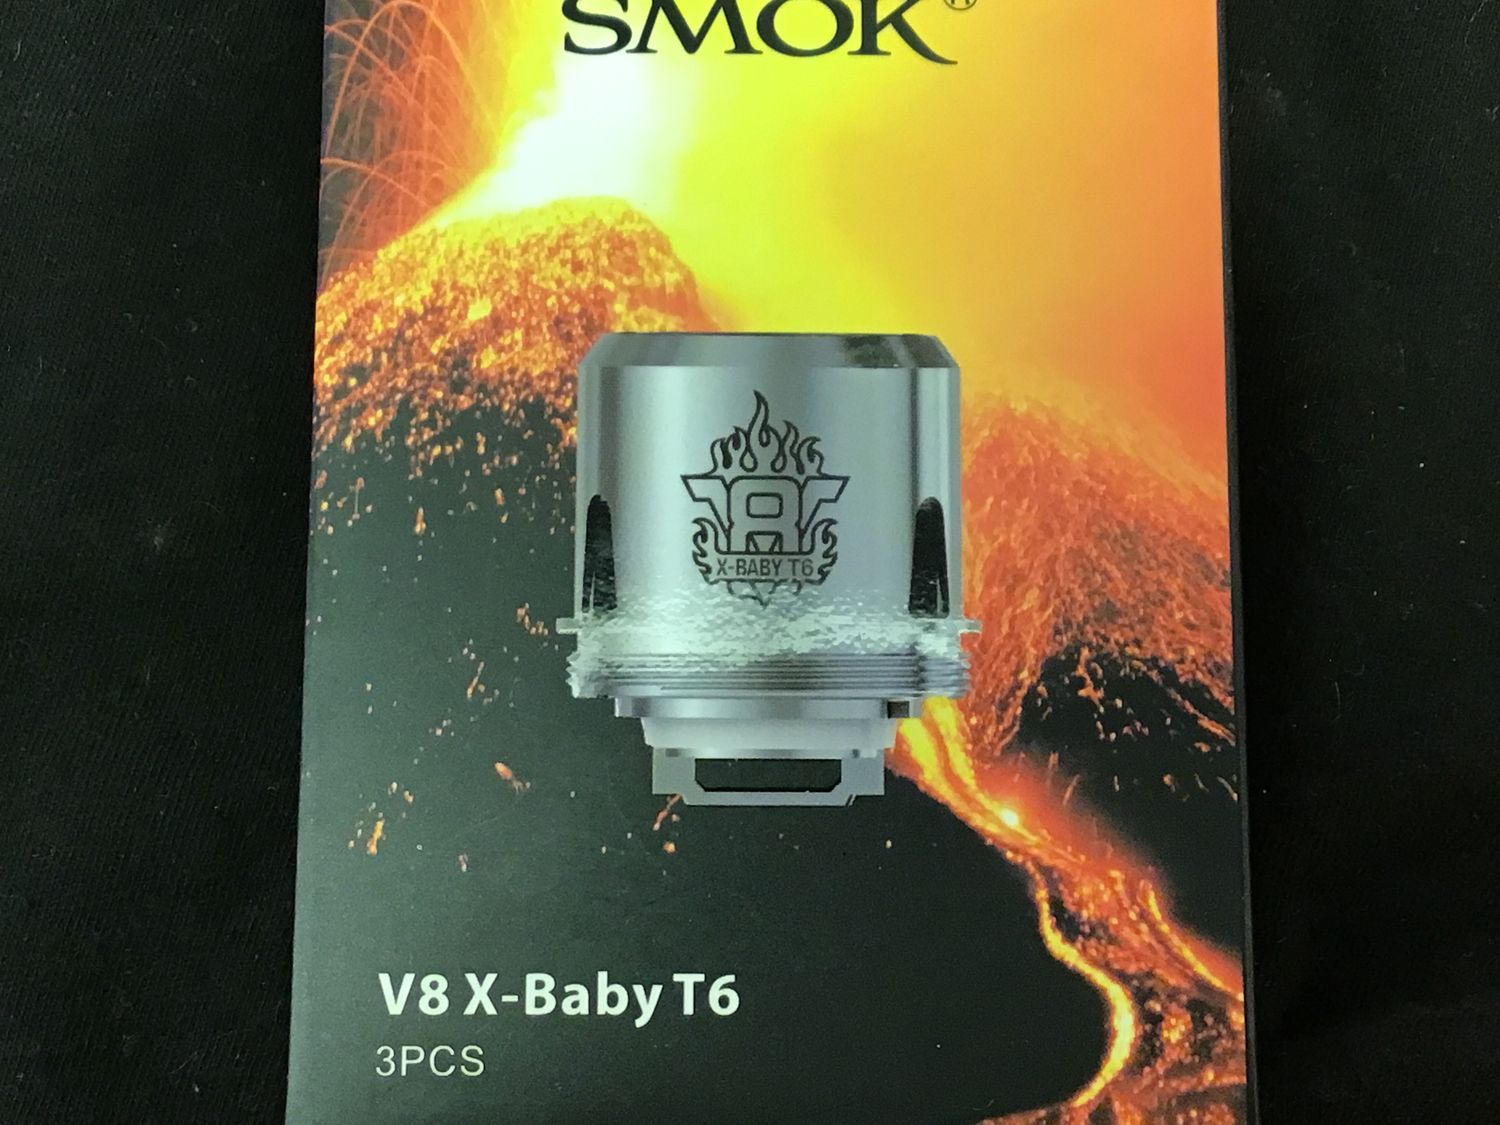 SMOK®
X-BABY T6
V8 X-Baby T6
3PCS